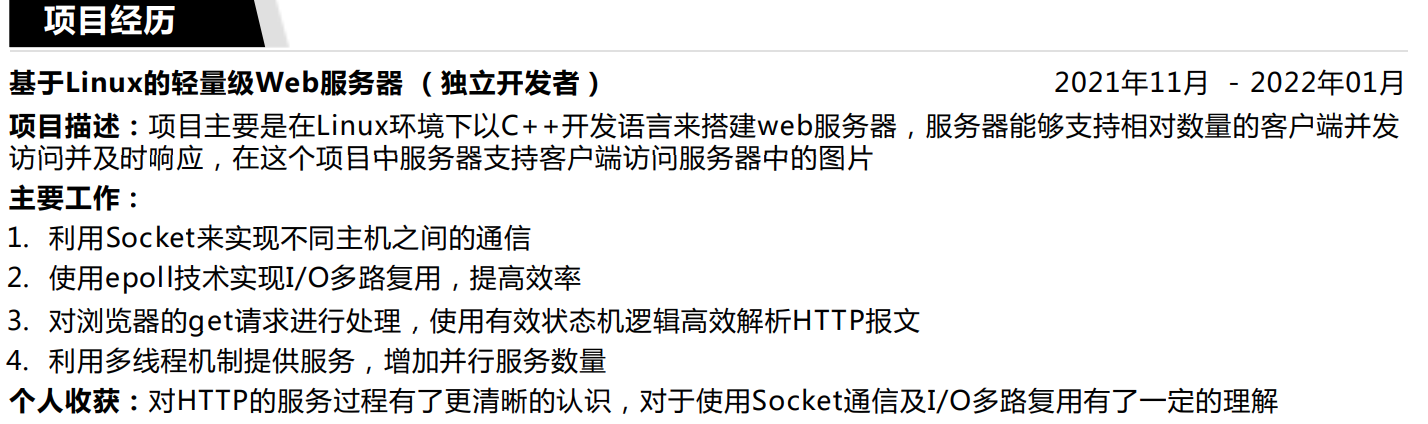 项目经历
基于Linux的轻量级Web服务器 （独立开发者） 2021年11月 - 2022年01月
项目描述：项目主要是在Linux环境下以C++开发语言来搭建web服务器，服务器能够支持相对数量的客户端并发
访问并及时响应，在这个项目中服务器支持客户端访问服务器中的图片
主要工作：
1. 利用Socket来实现不同主机之间的通信
2. 使用epoll技术实现I/O多路复用，提高效率
3. 对浏览器的get请求进行处理，使用有效状态机逻辑高效解析HTTP报文
4. 利用多线程机制提供服务，增加并行服务数量
个人收获：对HTTP的服务过程有了更清晰的认识，对于使用Socket通信及I/O多路复用有了一定的理解